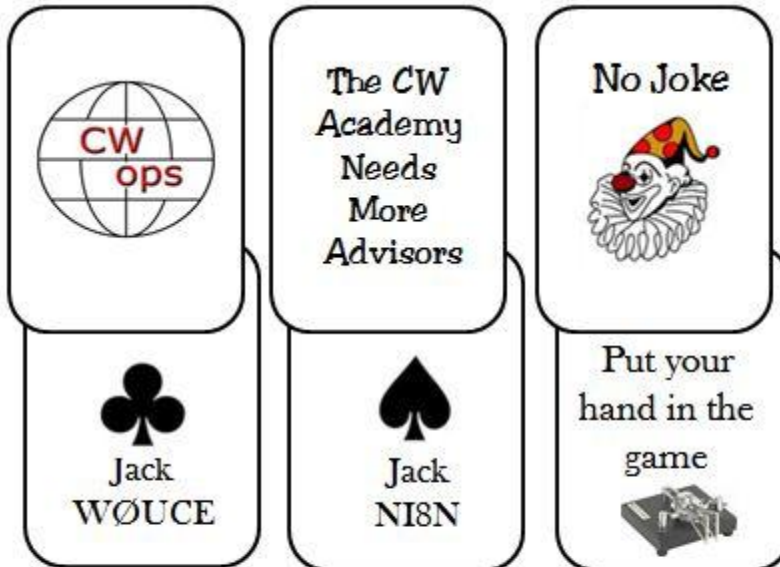 CW
ops
The CW
Academy
Needs
More
Advisors
No Joke
Jack
WØUCE
Jack
NI8N
Put your
hand in the
game